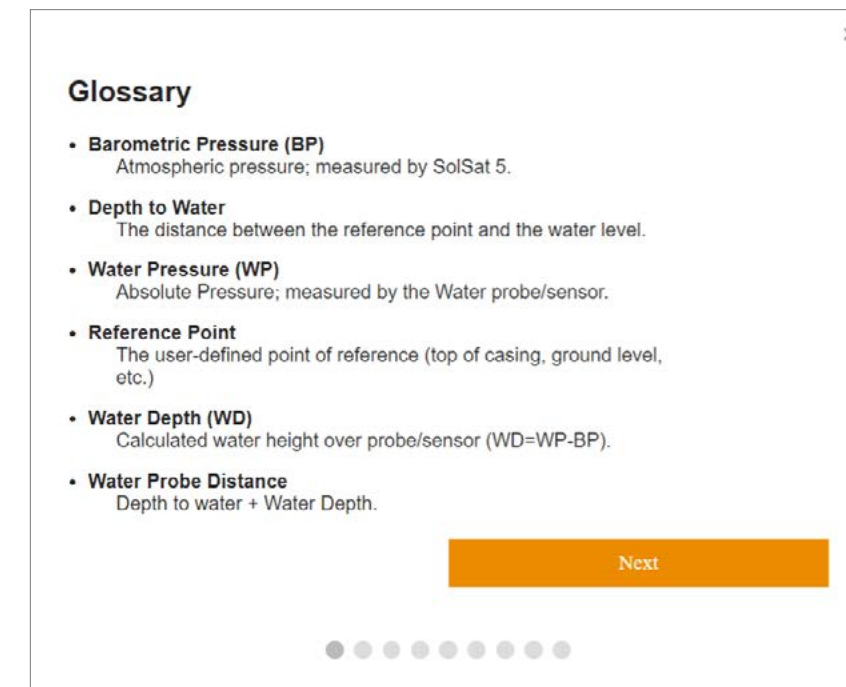 Glossary
• Barometric Pressure (BP)
Atmospheric pressure; measured by SolSat 5.
• Depth to Water
The distance between the reference point and the water level.
• Water Pressure (WP)
Absolute Pressure; measured by the Water probe/sensor.
• Reference Point
The user-defined point of reference (top of casing, ground level,
etc.)
• Water Depth (WD)
Calculated water height over probe/sensor (WD=WP-BP).
• Water Probe Distance
Depth to water + Water Depth.
Next